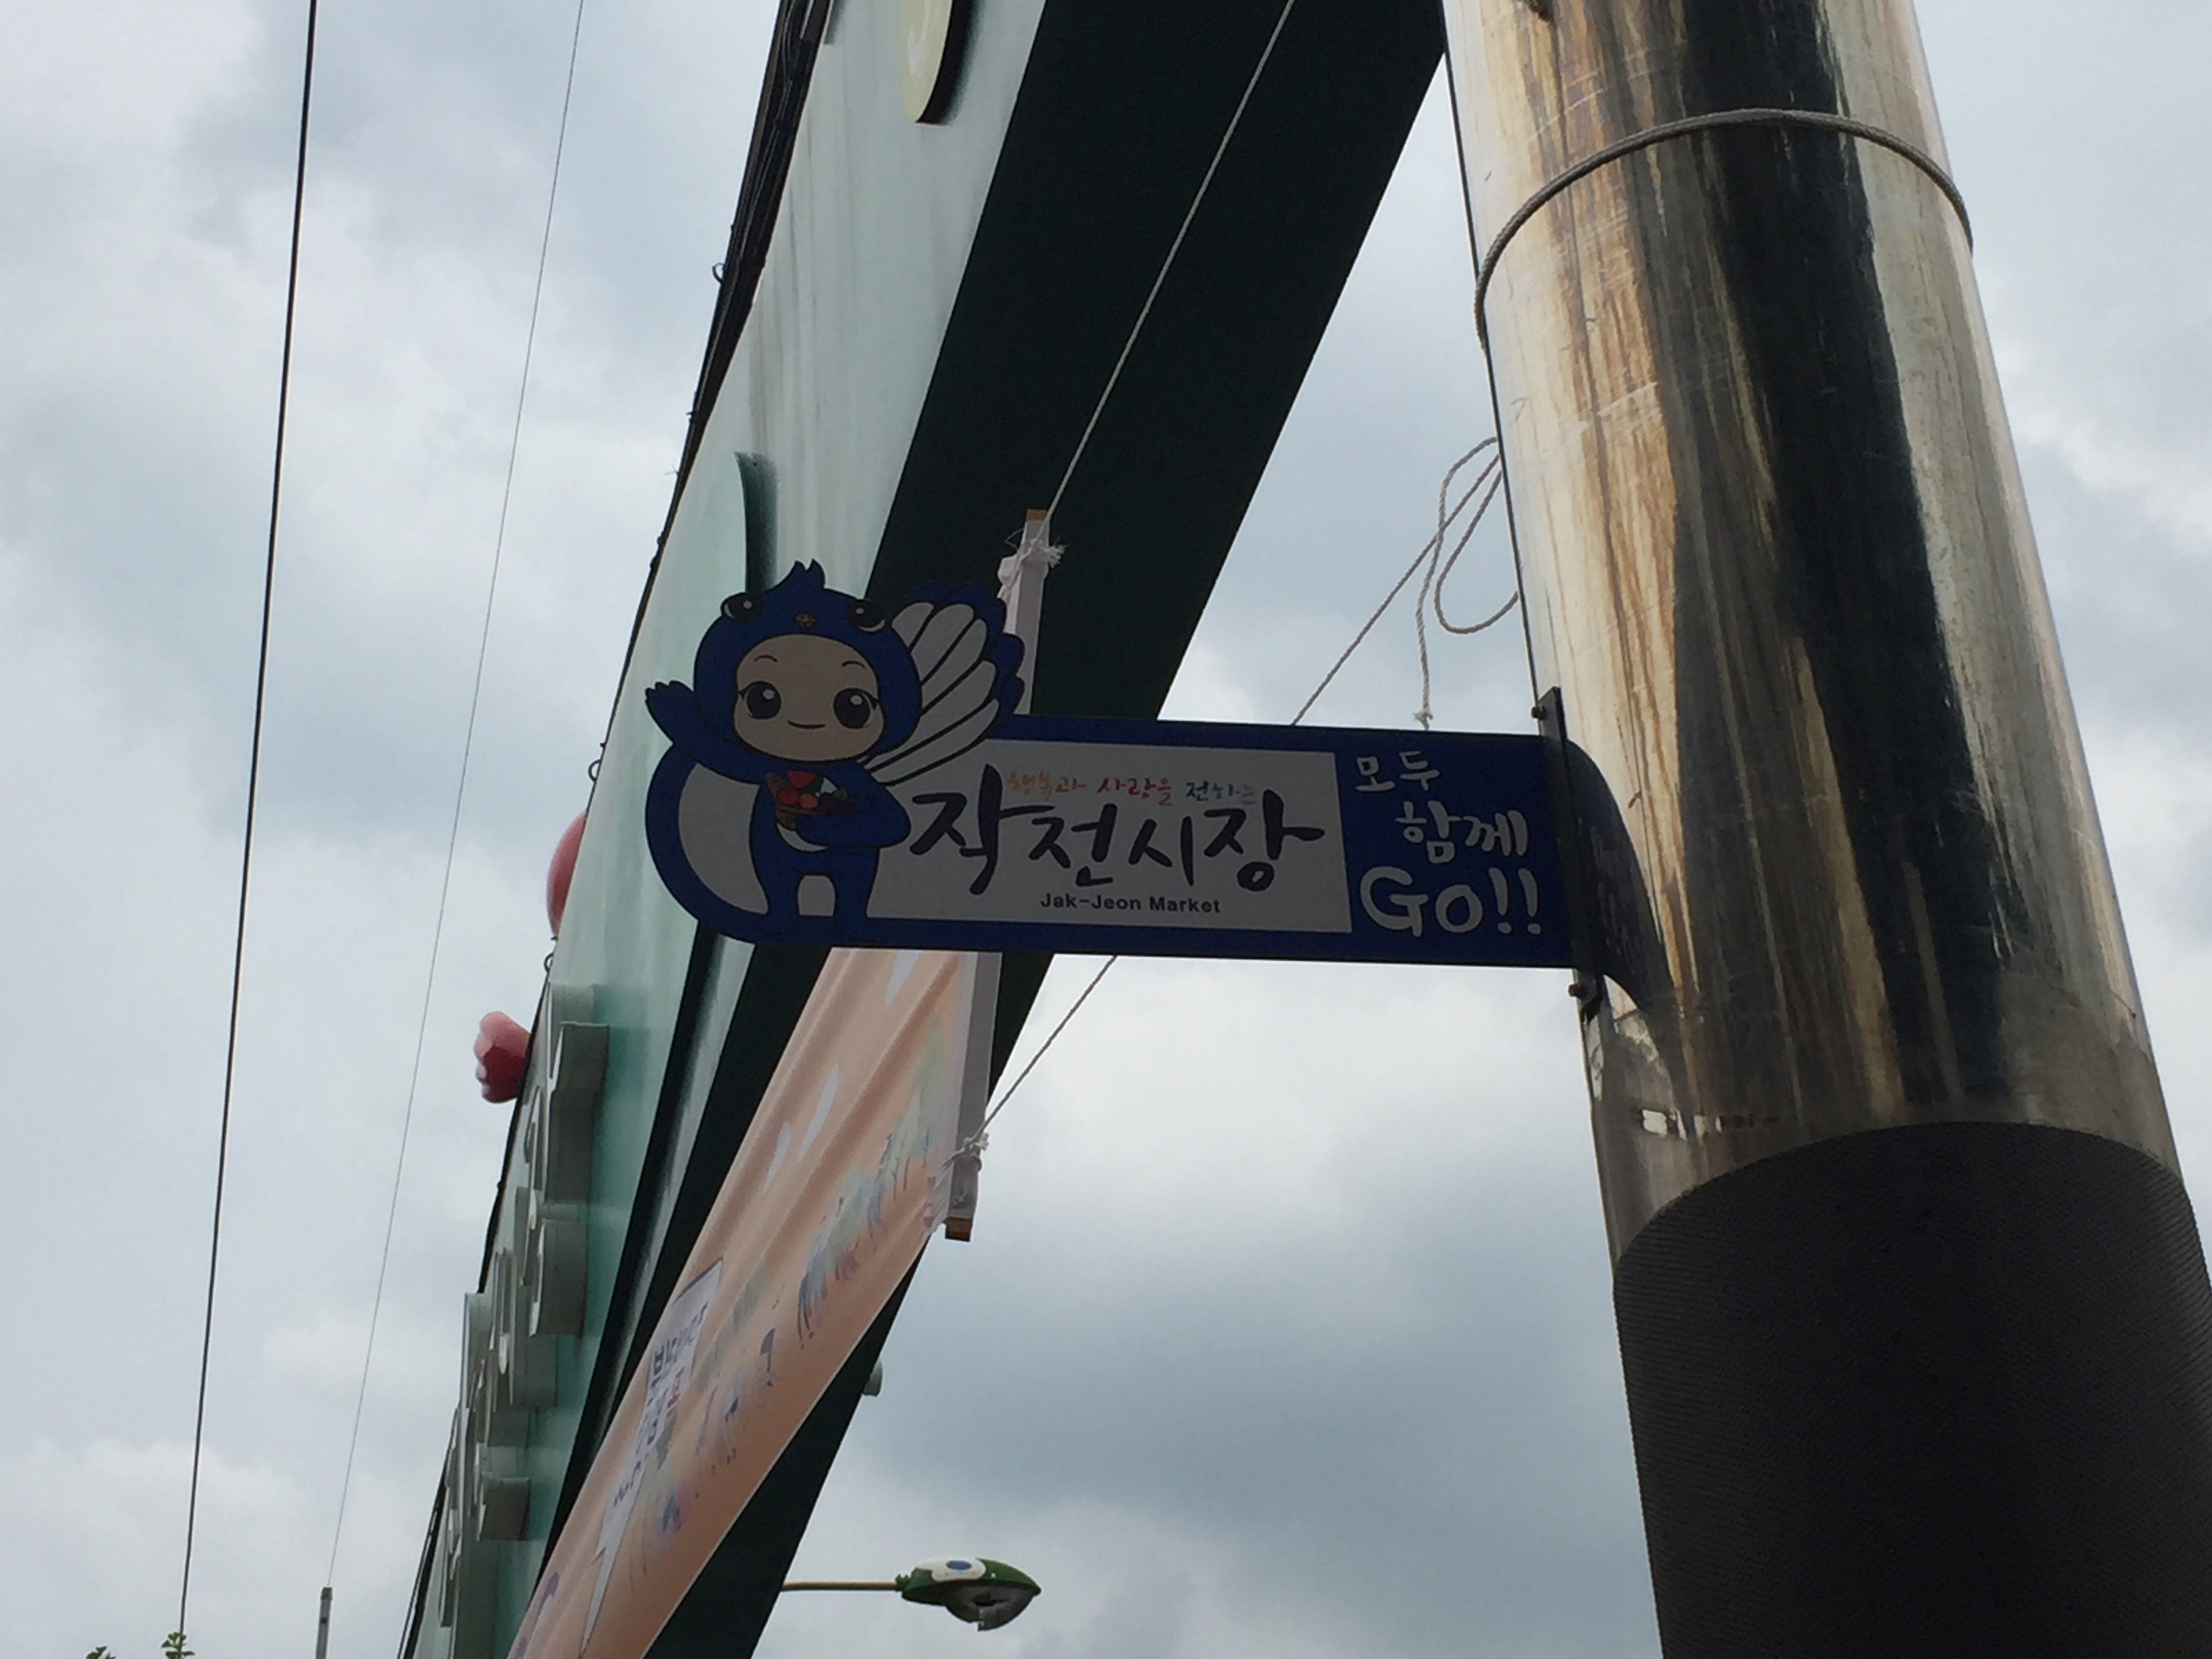 행복과 사랑을 전하는
작전시장
Jak-Jeon Market
모두
함께
Go!!